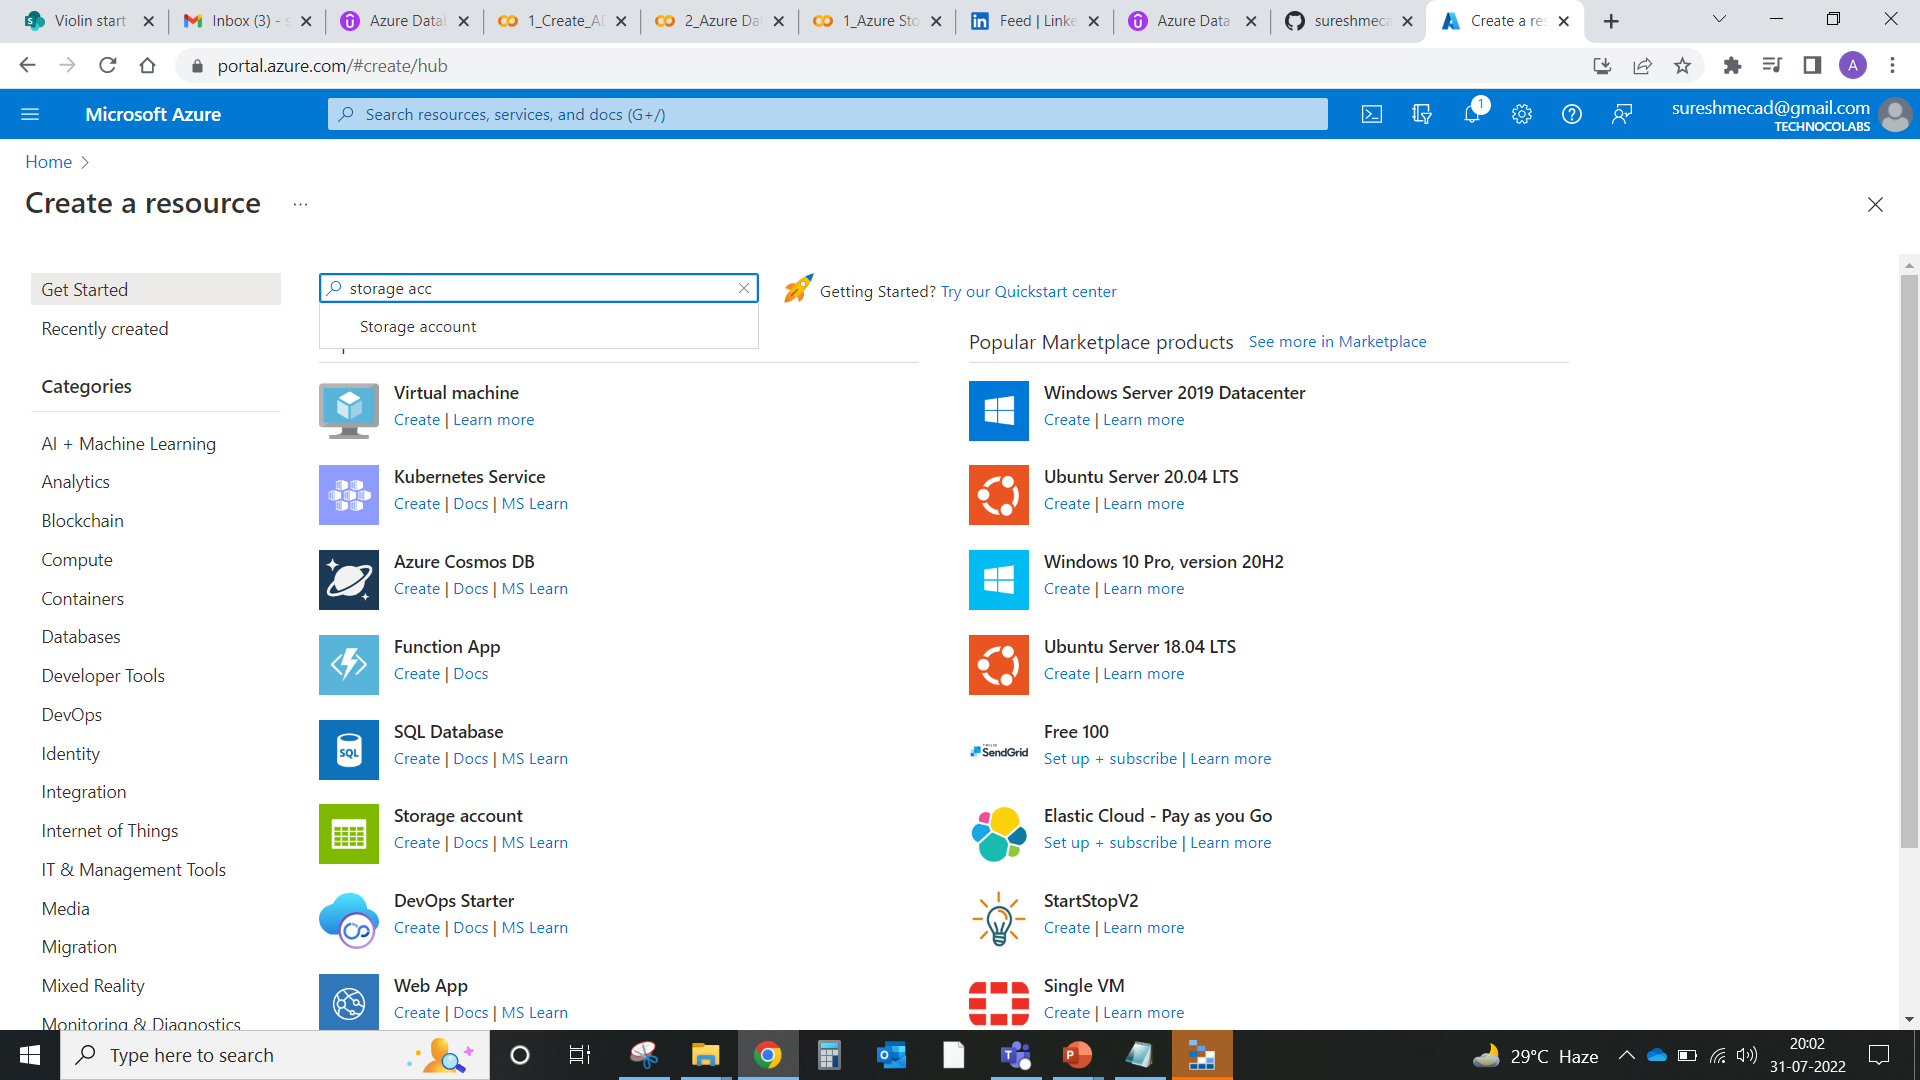 Violin start
Inbox (3) - s
Azure Datal
1_Create_Al
2_Azure Dat
1_Azure Sto
Feed | Linke
Azure Data
sureshmeca
Create a res
portal.azure.com/#create/hub
A
Microsoft Azure
Search resources, services, and docs (G+/)
1
sureshmecad@gmail.com
TECHNOCOLABS
Home
Create a resource
...
Get Started
Recently created
Categories
AI + Machine Learning
Analytics
Blockchain
Compute
Containers
Databases
Developer Tools
DevOps
Identity
Integration
Internet of Things
IT & Management Tools
Media
Migration
Mixed Reality
Monitoring & Diagnostics
storage acc
Storage account
Getting Started? Try our Quickstart center
Virtual machine
Create | Learn more
Kubernetes Service
Create | Docs | MS Learn
Azure Cosmos DB
Create | Docs | MS Learn
Function App
Create | Docs
SQL
SQL Database
Create | Docs | MS Learn
Storage account
Create | Docs | MS Learn
DevOps Starter
Create | Docs | MS Learn
Web App
Create | Docs | MS Learn
Popular Marketplace products See more in Marketplace
Windows Server 2019 Datacenter
Create | Learn more
Ubuntu Server 20.04 LTS
Create | Learn more
Windows 10 Pro, version 20H2
Create | Learn more
Ubuntu Server 18.04 LTS
Create | Learn more
SendGrid
Free 100
Set up + subscribe | Learn more
Elastic Cloud - Pay as you Go
Set up + subscribe | Learn more
StartStopV2
Create | Learn more
Single VM
Create | Learn more
Type here to search
29°C Haze
20:02
31-07-2022